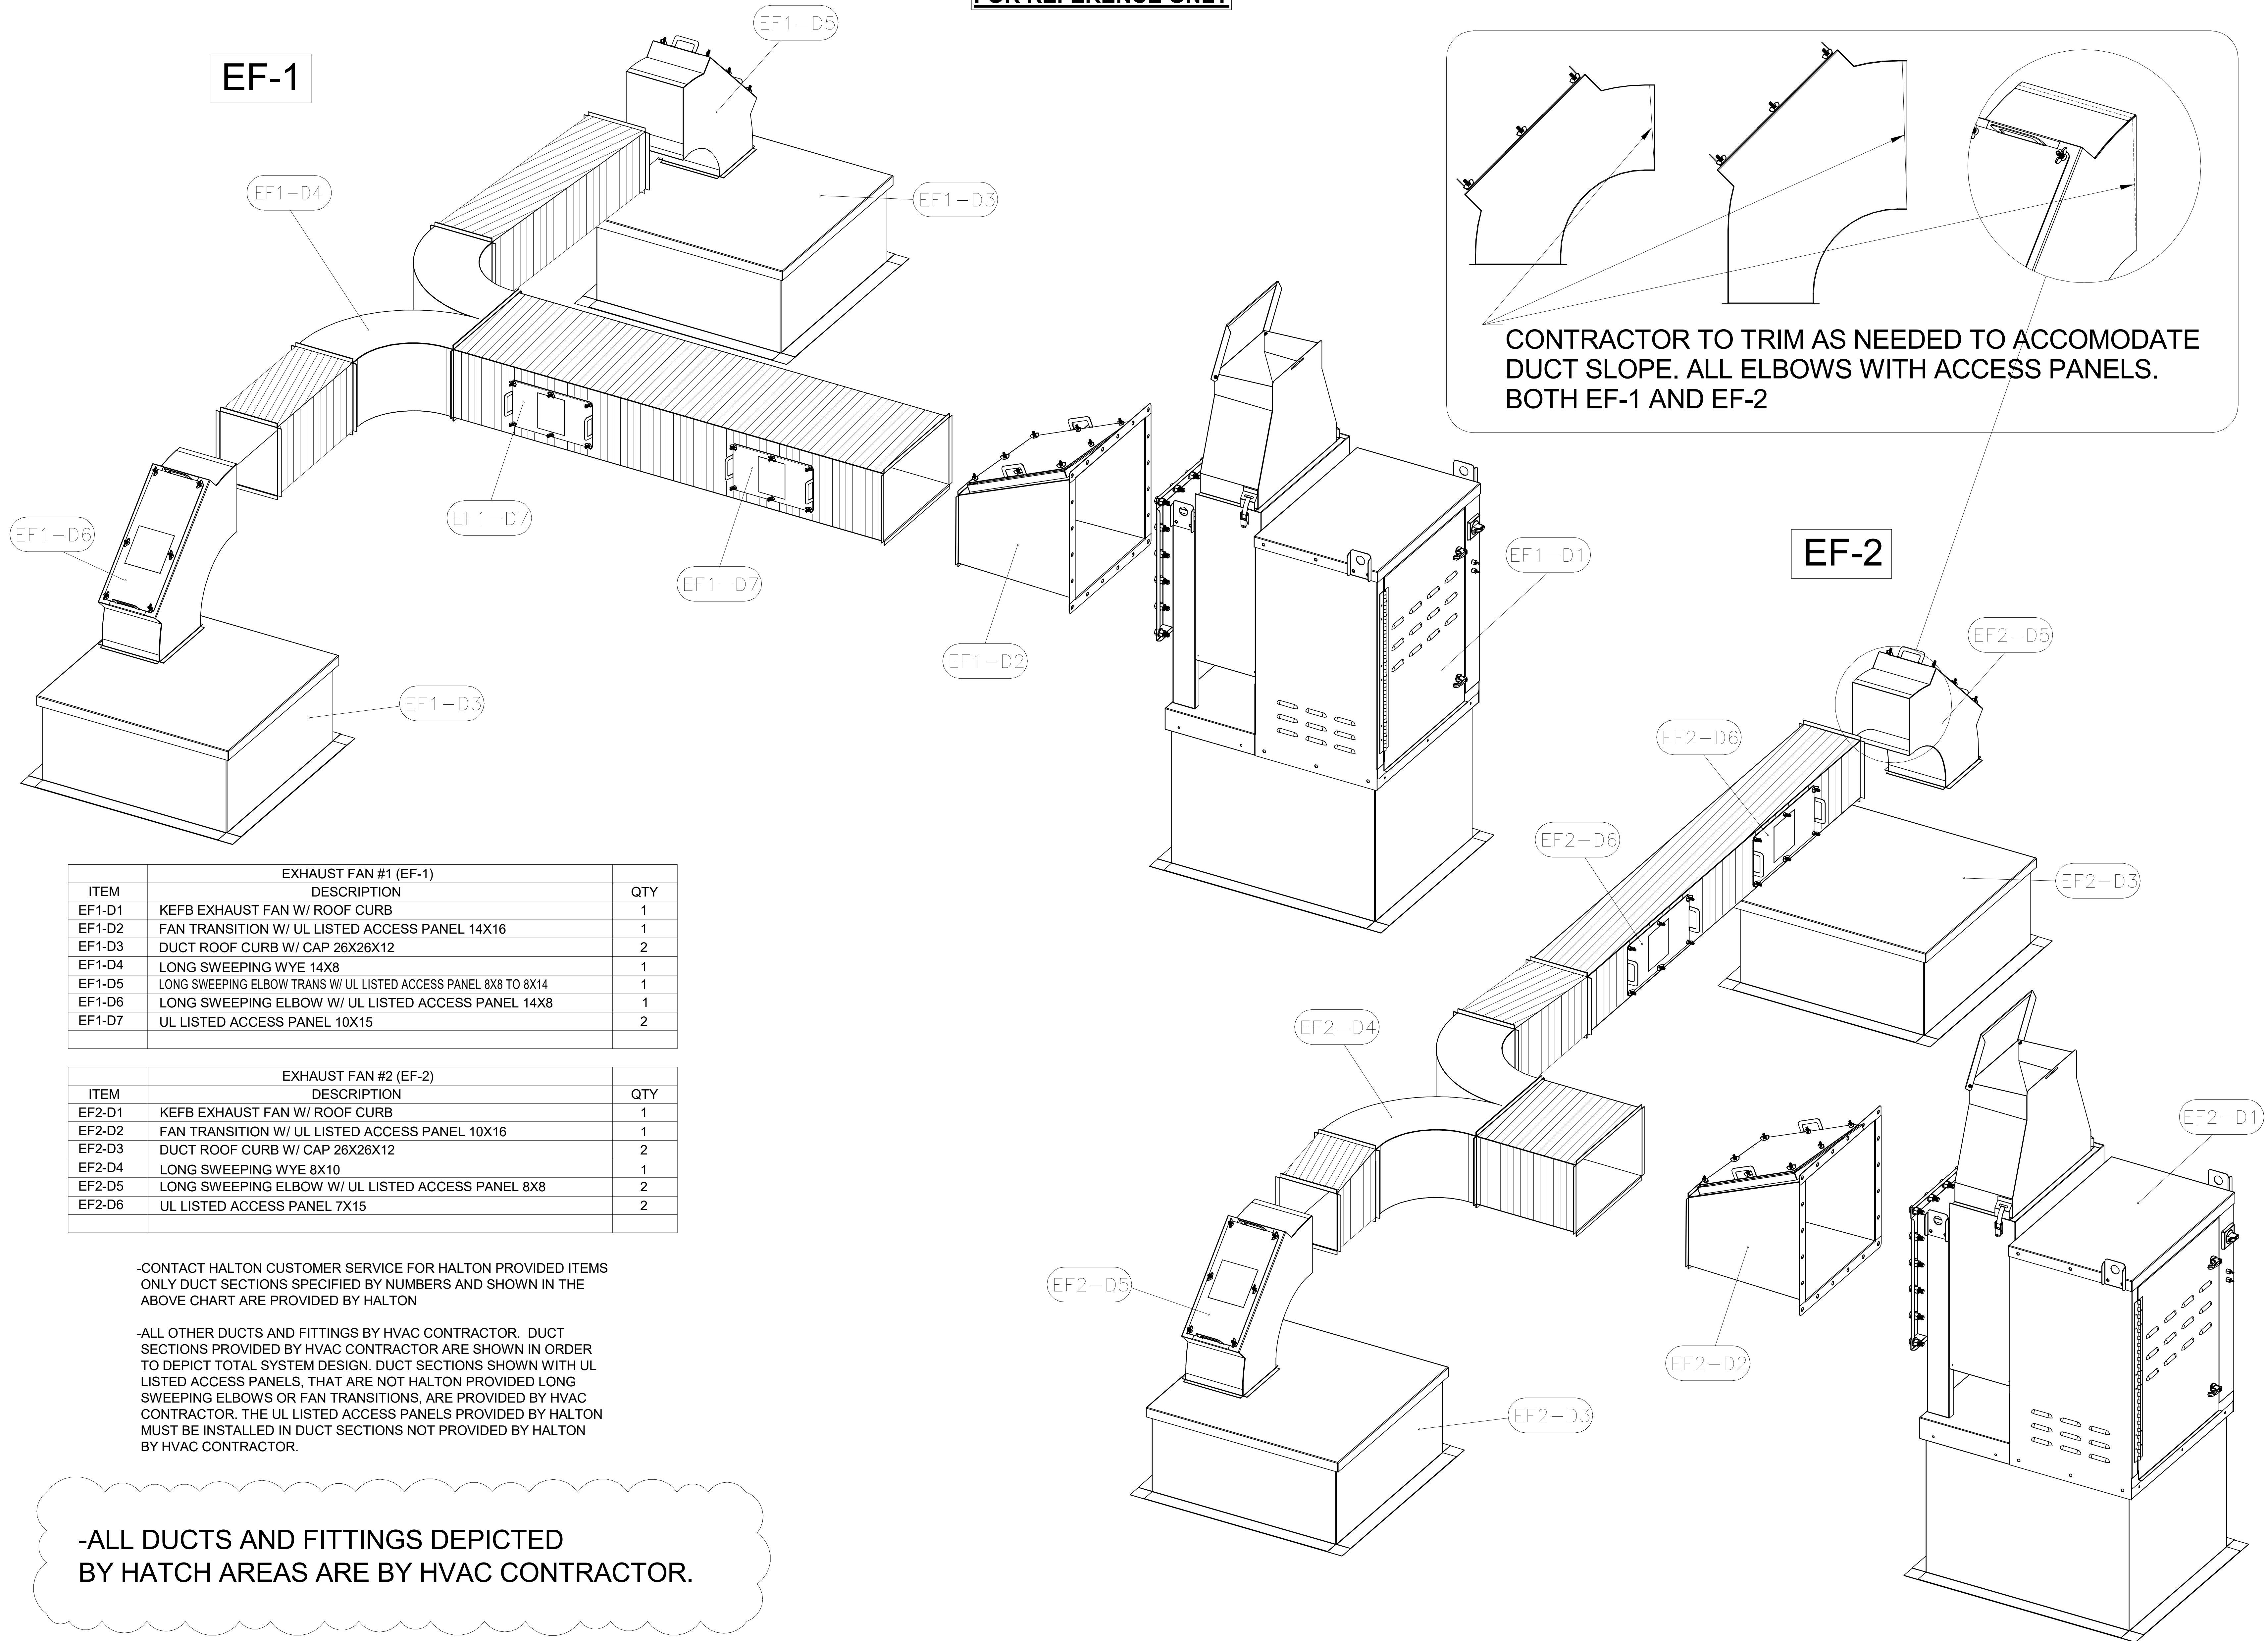 FOR REFERENCE ONLY
EF-1
EF1-D5
EF1-D4
EF1-D3
EF1-D7
EF1-D6
EF1-D7
EF1-D2
EF1-D1
EF1-D3
CONTRACTOR TO TRIM AS NEEDED TO ACCOMODATE
DUCT SLOPE. ALL ELBOWS WITH ACCESS PANELS.
BOTH EF-1 AND EF-2
EF-2
EF2-D5
EF2-D6
EF2-D6
EF2-D3
EF2-D4
EF2-D1
EF2-D5
EF2-D2
EF2-D3
EXHAUST FAN #1 (EF-1)
ITEM DESCRIPTION QTY
EF1-D1 KEFB EXHAUST FAN W/ ROOF CURB 1
EF1-D2 FAN TRANSITION W/ UL LISTED ACCESS PANEL 14X16 1
EF1-D3 DUCT ROOF CURB W/ CAP 26X26X12 2
EF1-D4 LONG SWEEPING WYE 14X8 1
EF1-D5 LONG SWEEPING ELBOW TRANS W/ UL LISTED ACCESS PANEL 8X8 TO 8X14 1
EF1-D6 LONG SWEEPING ELBOW W/ UL LISTED ACCESS PANEL 14X8 1
EF1-D7 UL LISTED ACCESS PANEL 10X15 2
EXHAUST FAN #2 (EF-2)
ITEM DESCRIPTION QTY
EF2-D1 KEFB EXHAUST FAN W/ ROOF CURB 1
EF2-D2 FAN TRANSITION W/ UL LISTED ACCESS PANEL 10X16 1
EF2-D3 DUCT ROOF CURB W/ CAP 26X26X12 2
EF2-D4 LONG SWEEPING WYE 8X10 1
EF2-D5 LONG SWEEPING ELBOW W/ UL LISTED ACCESS PANEL 8X8 2
EF2-D6 UL LISTED ACCESS PANEL 7X15 2
-CONTACT HALTON CUSTOMER SERVICE FOR HALTON PROVIDED ITEMS
ONLY DUCT SECTIONS SPECIFIED BY NUMBERS AND SHOWN IN THE
ABOVE CHART ARE PROVIDED BY HALTON
-ALL OTHER DUCTS AND FITTINGS BY HVAC CONTRACTOR. DUCT
SECTIONS PROVIDED BY HVAC CONTRACTOR ARE SHOWN IN ORDER
TO DEPICT TOTAL SYSTEM DESIGN. DUCT SECTIONS SHOWN WITH UL
LISTED ACCESS PANELS, THAT ARE NOT HALTON PROVIDED LONG
SWEEPING ELBOWS OR FAN TRANSITIONS, ARE PROVIDED BY HVAC
CONTRACTOR. THE UL LISTED ACCESS PANELS PROVIDED BY HALTON
MUST BE INSTALLED IN DUCT SECTIONS NOT PROVIDED BY HALTON
BY HVAC CONTRACTOR.
-ALL DUCTS AND FITTINGS DEPICTED
BY HATCH AREAS ARE BY HVAC CONTRACTOR.